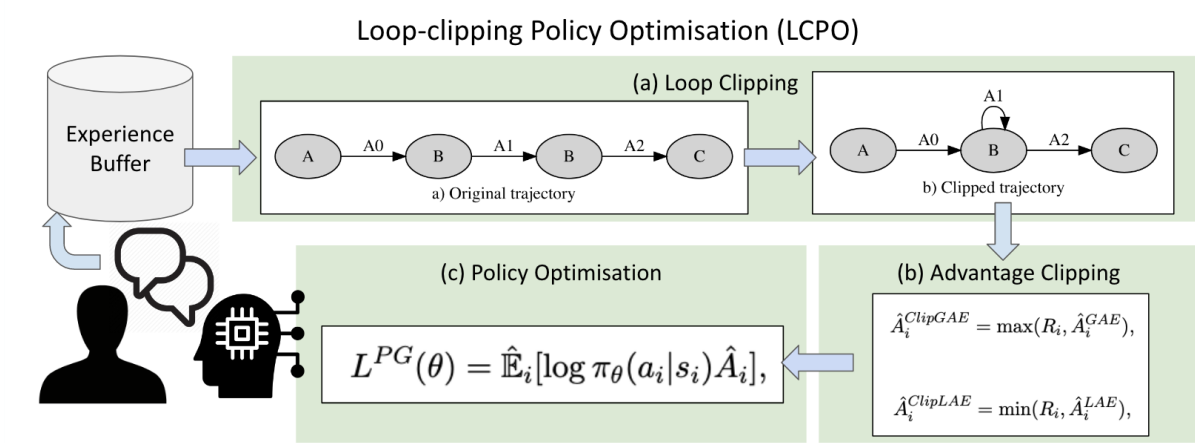 Loop-clipping Policy Optimisation (LCPO)
Experience
Buffer
(a) Loop Clipping
A A0 B A1 B A2 C
a) Original trajectory
A1
A A0 B A2 C
b) Clipped trajectory
(b) Advantage Clipping
Â_i^{ClipGAE} = max(R_i, Â_i^{GAE}),
Â_i^{ClipLAE} = min(R_i, Â_i^{LAE}),
(c) Policy Optimisation
L^{PG}(θ) = Ê_i[log π_θ(a_i|s_i)Â_i],